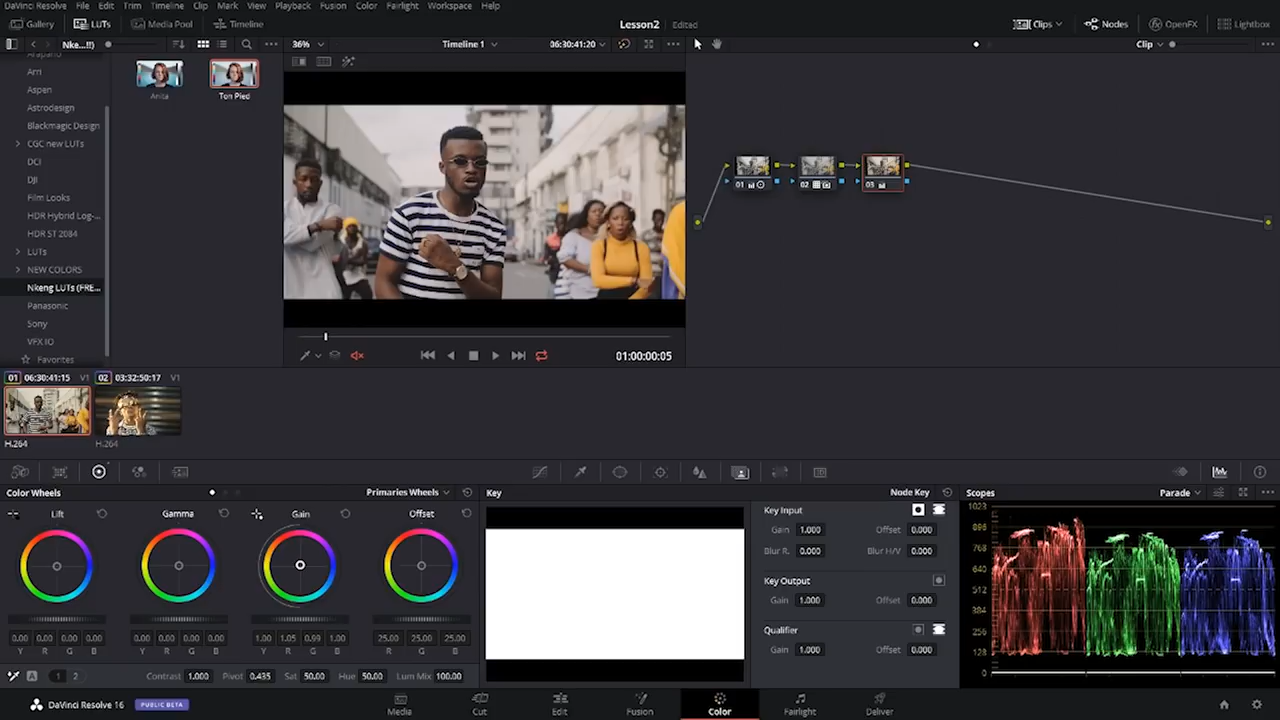 DaVinci Resolve File Edit Trim Timeline Clip Mark View Playback Fusion Color Fairlight Workspace Help
Gallery LUTs Media Pool Timeline Lesson2 Edited Clips Nodes OpenFX Lightbox
Nke...!!) 36% Timeline 1 06:30:41:20 Clip
Arri
Aspen
Astrodesign
Blackmagic Design
CGC new LUTs
DCI
DJI
Film Looks
HDR Hybrid Log-...
HDR ST 2084
LUTs
NEW COLORS
Nkeng LUTs (FRE...
Panasonic
Sony
VFX IO
Favorites
Anita Ton Pied
01 02 03
01:00:00:05
01 06:30:41:15 V1 02 03:32:50:17 V1
H.264 H.264
Color Wheels Primaries Wheels Key Node Key Scopes Parade
Lift Gamma Gain Offset
0.00 0.00 0.00 0.00 0.00 0.00 0.00 0.00 1.00 1.05 0.99 1.00 25.00 25.00 25.00
Y R G B Y R G B Y R G B R G B
A 1 2 Contrast 1.000 Pivot 0.435 Sat 50.00 Hue 50.00 Lum Mix 100.00
Key Input
Gain 1.000 Offset 0.000
Blur R. 0.000 Blur H/V 0.000
Key Output
Gain 1.000 Offset 0.000
Qualifier
Gain 1.000 Offset 0.000
1023
896
768
640
512
384
256
128
0
DaVinci Resolve 16 PUBLIC BETA Media Cut Edit Fusion Color Fairlight Deliver